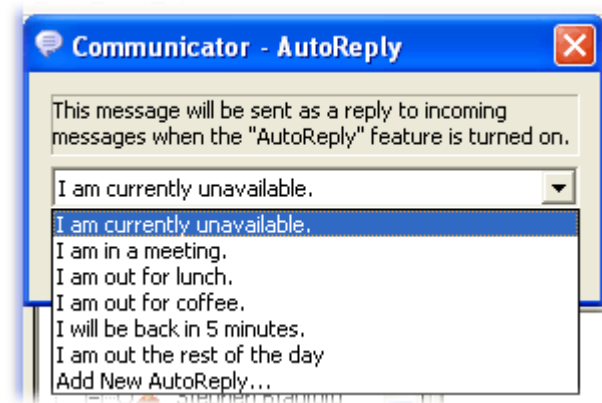 Communicator - AutoReply
This message will be sent as a reply to incoming
messages when the "AutoReply" feature is turned on.
I am currently unavailable.
I am currently unavailable.
I am in a meeting.
I am out for lunch.
I am out for coffee.
I will be back in 5 minutes.
I am out the rest of the day
Add New AutoReply...